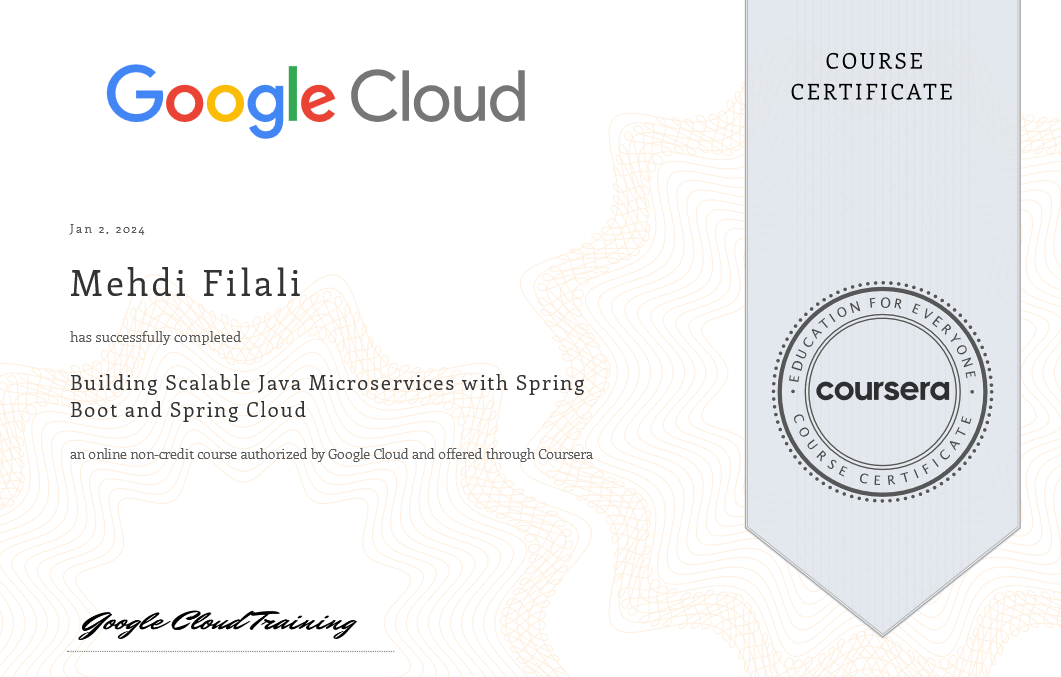 Google Cloud
COURSE
CERTIFICATE
Jan 2, 2024
Mehdi Filali
has successfully completed
Building Scalable Java Microservices with Spring
Boot and Spring Cloud
an online non-credit course authorized by Google Cloud and offered through Coursera
EDUCATION FOR EVERYONE
coursera
COURSE CERTIFICATE
Google Cloud Training